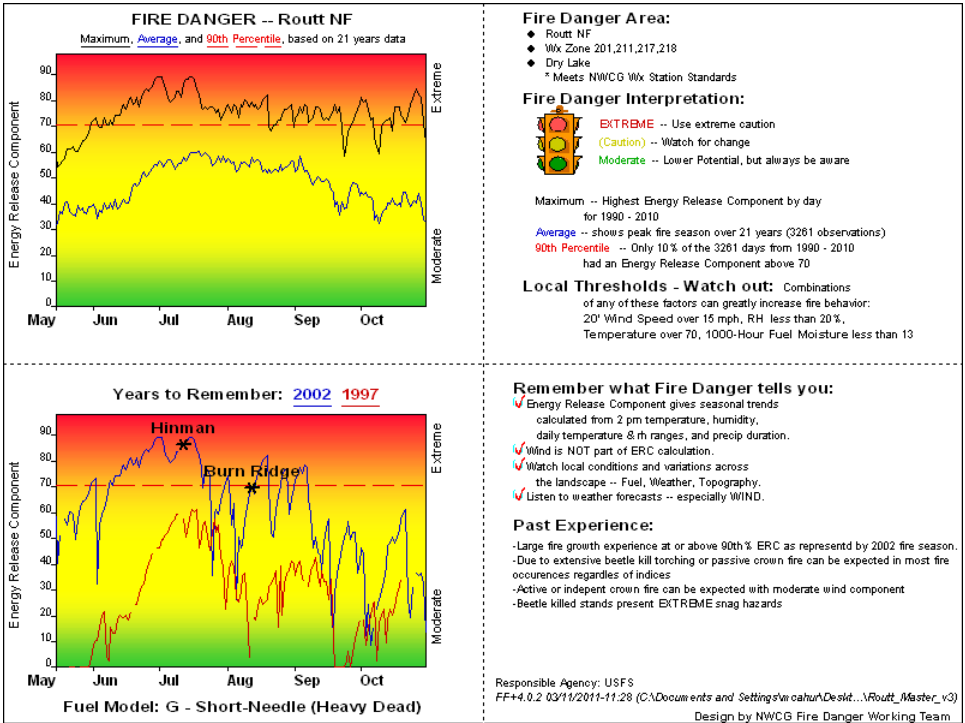 FIRE DANGER -- Routt NF
Maximum, Average, and 90th Percentile, based on 21 years data
Energy Release Component
90
80
70
60
50
40
30
20
10
0
Extreme
Moderate
May Jun Jul Aug Sep Oct
Fire Danger Area:
◆ Routt NF
◆ Wx Zone 201,211,217,218
◆ Dry Lake
* Meets NWCG Wx Station Standards
Fire Danger Interpretation:
EXTREME -- Use extreme caution
(Caution) -- Watch for change
Moderate -- Lower Potential, but always be aware
Maximum -- Highest Energy Release Component by day
for 1990 - 2010
Average -- shows peak fire season over 21 years (3261 observations)
90th Percentile -- Only 10% of the 3261 days from 1990 - 2010
had an Energy Release Component above 70
Local Thresholds - Watch out: Combinations
of any of these factors can greatly increase fire behavior:
20' Wind Speed over 15 mph, RH less than 20%,
Temperature over 70, 1000-Hour Fuel Moisture less than 13
Years to Remember: 2002 1997
Energy Release Component
90
80
70
60
50
40
30
20
10
0
Hinman
Burn Ridge
Extreme
Moderate
May Jun Jul Aug Sep Oct
Fuel Model: G - Short-Needle (Heavy Dead)
Remember what Fire Danger tells you:
Energy Release Component gives seasonal trends
calculated from 2 pm temperature, humidity,
daily temperature & rh ranges, and precip duration.
Wind is NOT part of ERC calculation.
Watch local conditions and variations across
the landscape -- Fuel, Weather, Topography.
Listen to weather forecasts -- especially WIND.
Past Experience:
-Large fire growth experience at or above 90th% ERC as representd by 2002 fire season.
-Due to extensive beetle kill torching or passive crown fire can be expected in most fire
occurences regardles of indices
-Active or indepent crown fire can be expected with moderate wind component
-Beetle killed stands present EXTREME snag hazards
Responsible Agency: USFS
FF+4.0.2 03/11/2011-11:28 (C:\Documents and Settings\mcahur\Deskt...\Routt_Master_v3)
Design by NWCG Fire Danger Working Team